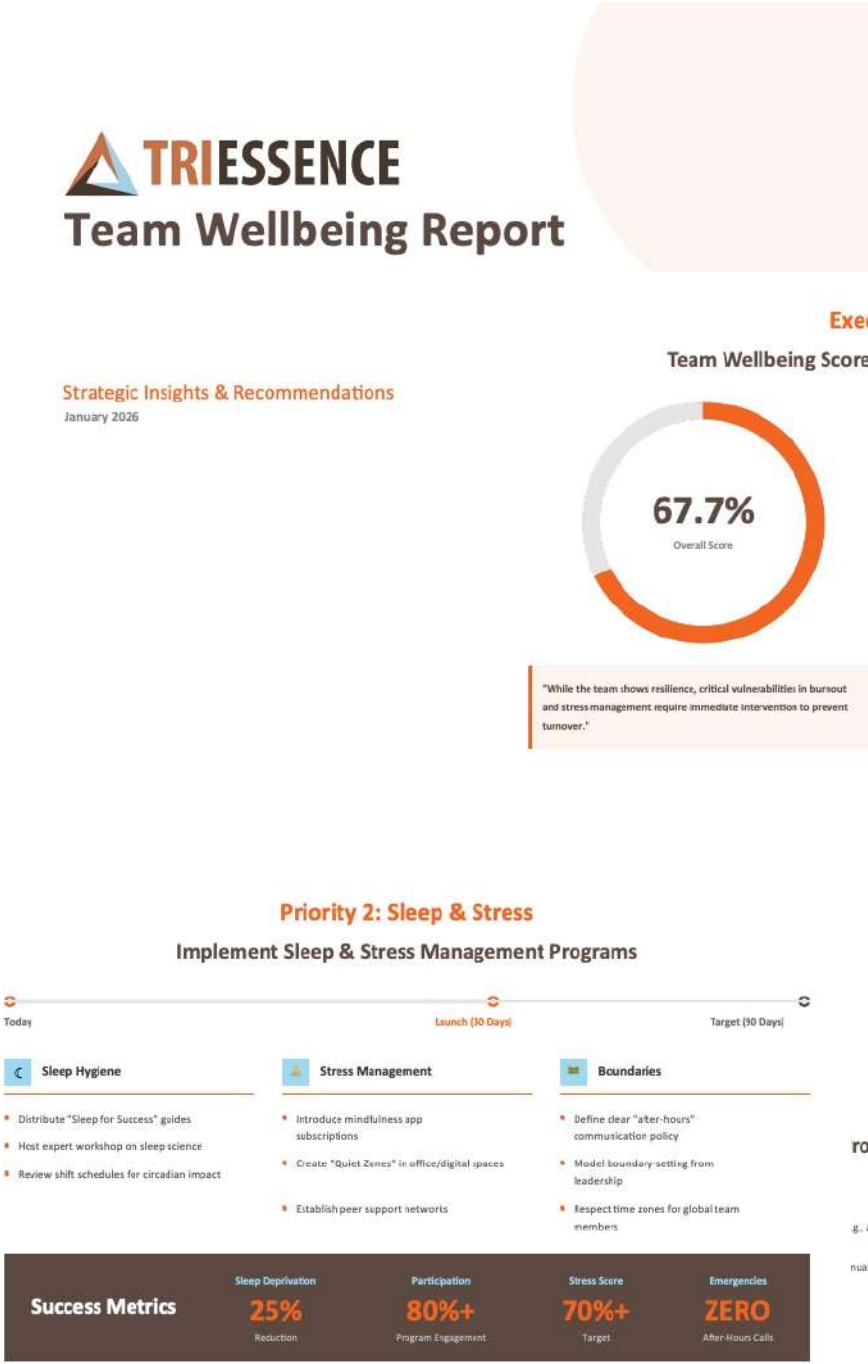 TRIESSENCE
Team Wellbeing Report
Strategic Insights & Recommendations
January 2026
Exec
Team Wellbeing Score
67.7%
Overall Score
"While the team shows resilience, critical vulnerabilities in burnout
and stress management require immediate intervention to prevent
turnover."
Priority 2: Sleep & Stress
Implement Sleep & Stress Management Programs
Today
Launch (30 Days)
Target (90 Days)
Sleep Hygiene
Distribute "Sleep for Success" guides
Host expert workshop on sleep science
Review shift schedules for circadian impact
Stress Management
Introduce mindfulness app
subscriptions
Create "Quiet Zones" in office/digital spaces
Establish peer support networks
Boundaries
Define clear "after-hours"
communication policy
Model boundary-setting from
leadership
Respect time zones for global team
members
Success Metrics
Sleep Deprivation
25%
Reduction
Participation
80%+
Program Engagement
Stress Score
70%+
Target
Emergencies
ZERO
After-Hours Calls